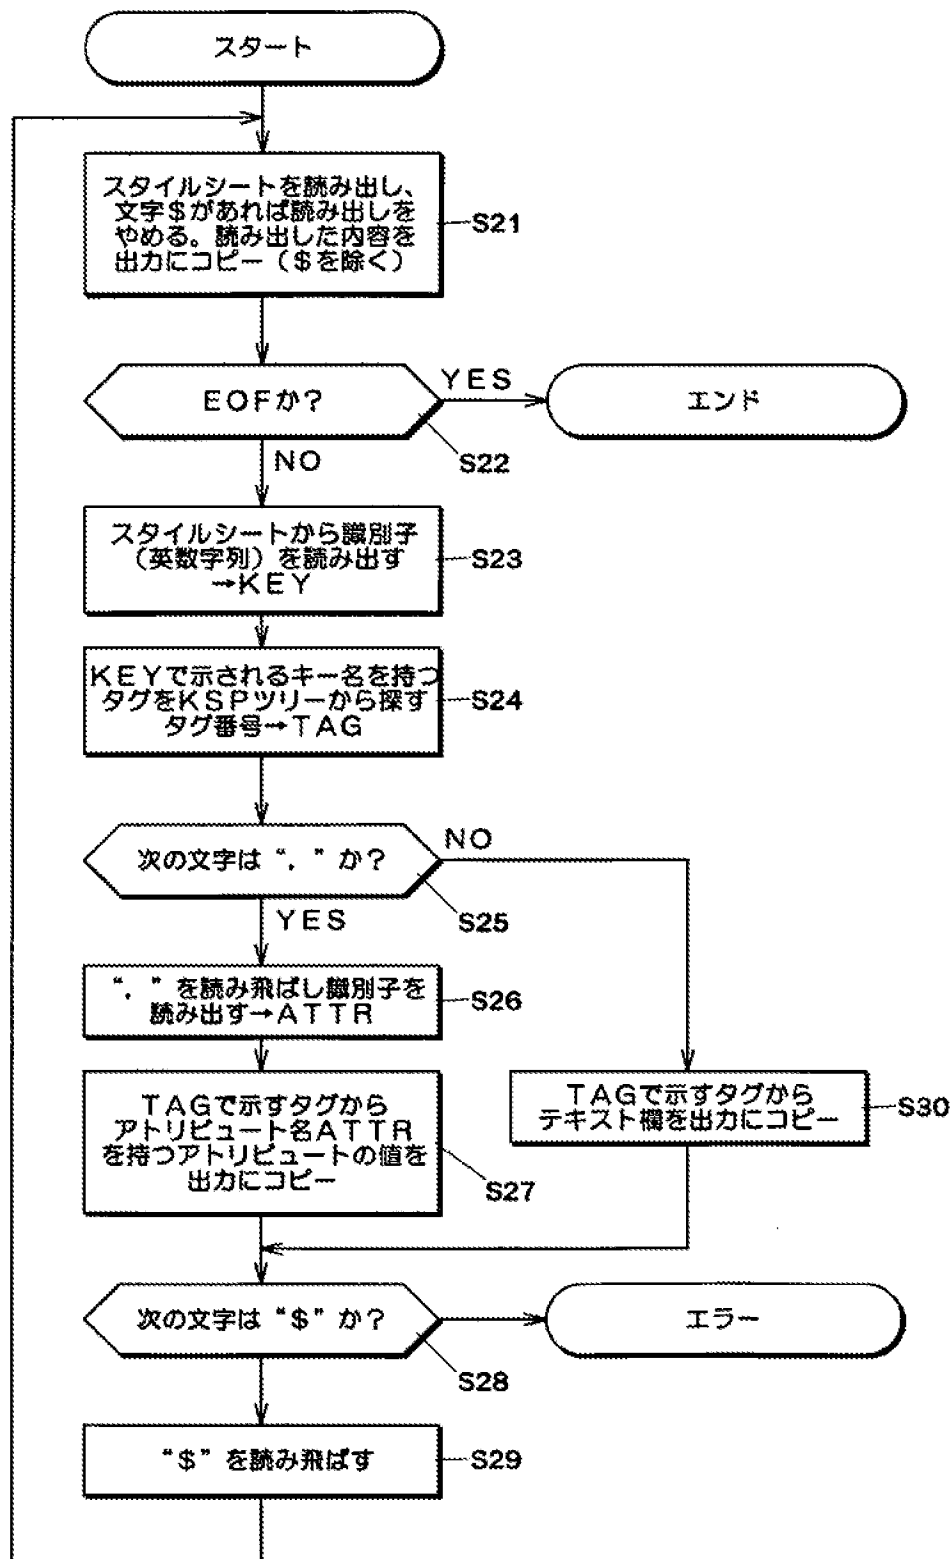 スタート
スタイルシートを読み出し、
文字$があれば読み出しを
やめる。読み出した内容を
出力にコピー($を除く)
S21
EOFか?
YES
エンド
S22
NO
スタイルシートから識別子
(英数字列)を読み出す
→KEY
S23
KEYで示されるキー名を持つ
タグをKSPツリーから探す
タグ番号→TAG
S24
次の文字は“.”か?
NO
S25
YES
“.”を読み飛ばし識別子を
読み出す→ATTR
S26
TAGで示すタグから
アトリビュート名ATTR
を持つアトリビュートの値を
出力にコピー
S27
TAGで示すタグから
テキスト欄を出力にコピー
S30
次の文字は“$”か?
エラー
S28
“$”を読み飛ばす
S29